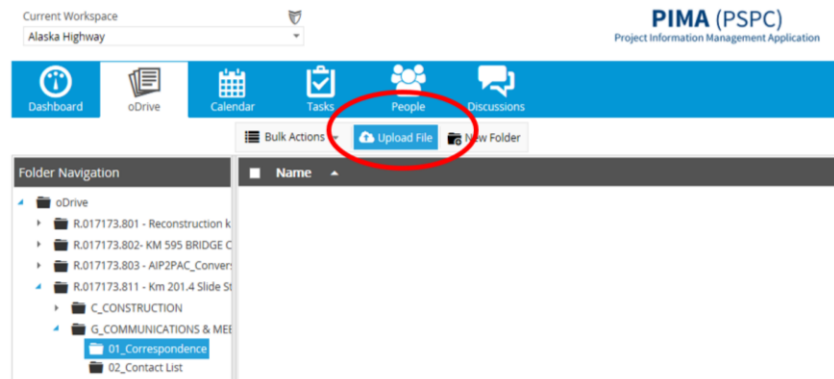 Current Workspace
Alaska Highway
PIMA (PSPC)
Project Information Management Application
Dashboard
oDrive
Calendar
Tasks
People
Discussions
Bulk Actions
Upload File
New Folder
Folder Navigation
Name
oDrive
R.017173.801 - Reconstruction k
R.017173.802- KM 595 BRIDGE C
R.017173.803 - AIP2PAC_Convers
R.017173.811 - Km 201.4 Slide St
C_CONSTRUCTION
G_COMMUNICATIONS & MEE
01_Correspondence
02_Contact List